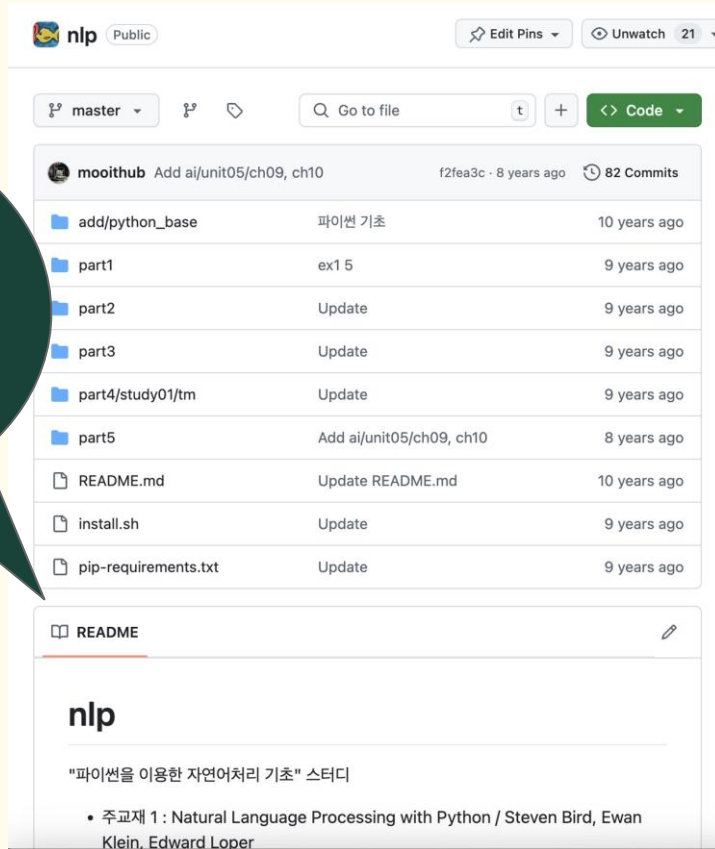 nlp Public Edit Pins Unwatch 21
master Go to file t + <> Code
mooithub Add ai/unit05/ch09, ch10 f2fea3c · 8 years ago 82 Commits
add/python_base 파이썬 기초 10 years ago
part1 ex1 5 9 years ago
part2 Update 9 years ago
part3 Update 9 years ago
part4/study01/tm Update 9 years ago
part5 Add ai/unit05/ch09, ch10 8 years ago
README.md Update README.md 10 years ago
install.sh Update 9 years ago
pip-requirements.txt Update 9 years ago
README
nlp
"파이썬을 이용한 자연어처리 기초" 스터디
• 주교재 1 : Natural Language Processing with Python / Steven Bird, Ewan
Klein, Edward Loper